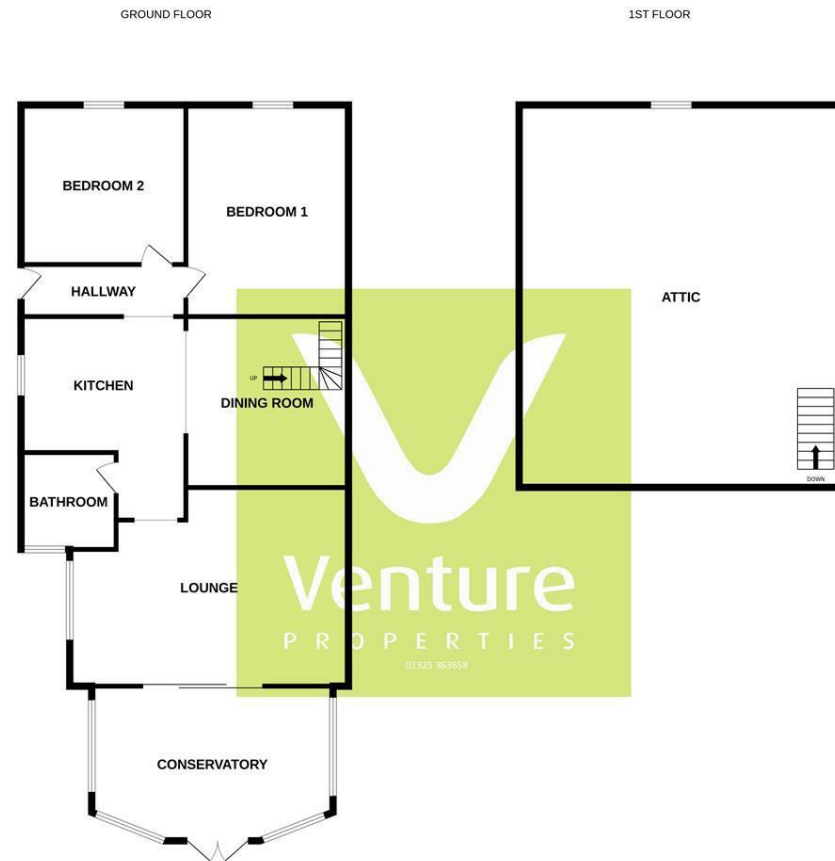 GROUND FLOOR
1ST FLOOR
BEDROOM 2
BEDROOM 1
HALLWAY
ATTIC
KITCHEN
UP
DINING ROOM
DOWN
BATHROOM
LOUNGE
Venture
PROPERTIES
01325 363858
CONSERVATORY